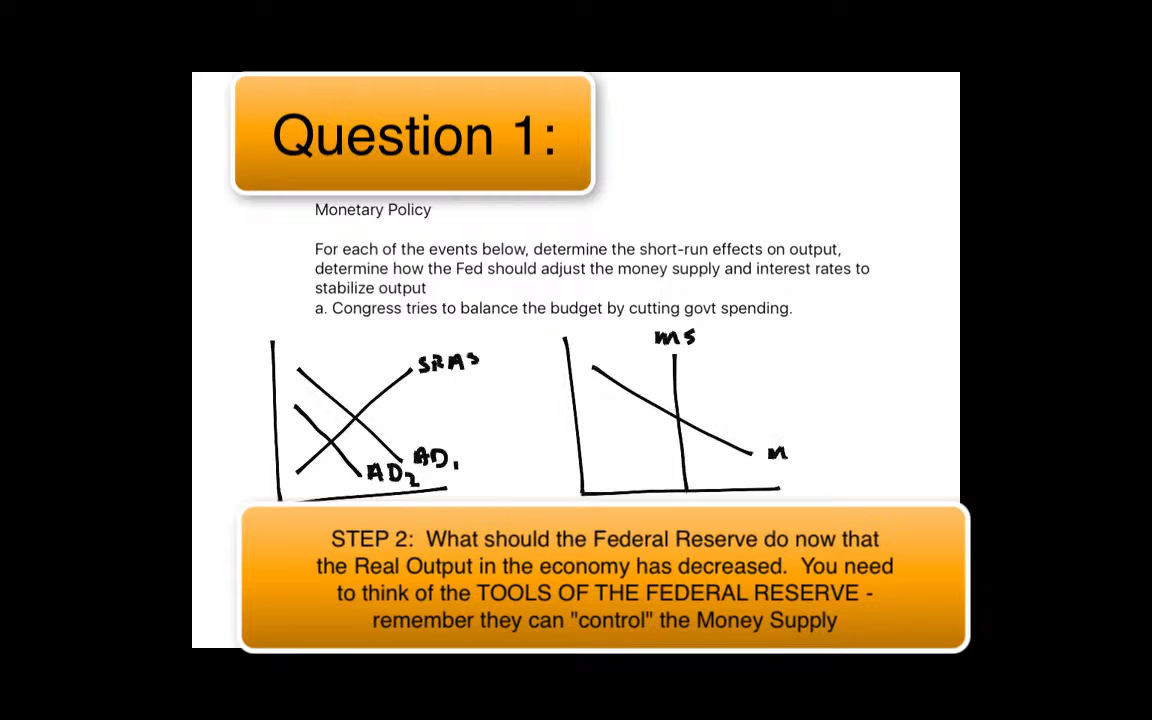 Question 1:
Monetary Policy
For each of the events below, determine the short-run effects on output,
determine how the Fed should adjust the money supply and interest rates to
stabilize output
a. Congress tries to balance the budget by cutting govt spending.
MS
SRAS
AD1
AD2
STEP 2:  What should the Federal Reserve do now that
the Real Output in the economy has decreased.  You need
to think of the TOOLS OF THE FEDERAL RESERVE -
remember they can "control" the Money Supply